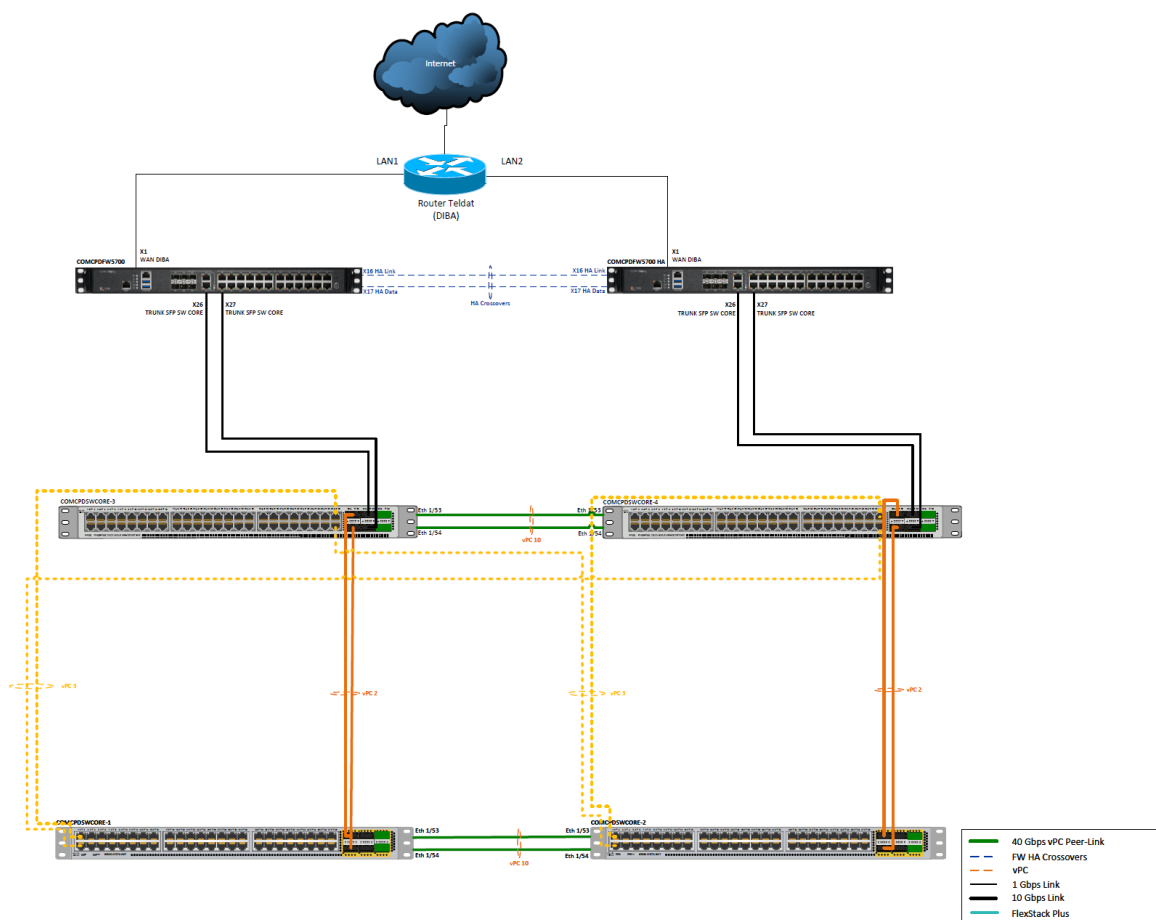 Internet
LAN1
LAN2
Router Teldat
(DIBA)
X1
WAN DIBA
X1
WAN DIBA
COMCPDFW5700
COMCPDFW5700 HA
X16 HA Link
X16 HA Link
X17 HA Data
X17 HA Data
HA Crossovers
X26
X27
TRUNK SFP SW CORE
TRUNK SFP SW CORE
X26
X27
TRUNK SFP SW CORE
TRUNK SFP SW CORE
COMCPDSWCORE-3
COMCPDSWCORE-4
Eth 1/53
Eth 1/53
Eth 1/54
Eth 1/54
vPC 10
vPC 3
vPC 2
vPC 3
vPC 2
COMCPDSWCORE-1
COMCPDSWCORE-2
Eth 1/53
Eth 1/53
Eth 1/54
Eth 1/54
vPC 10
40 Gbps vPC Peer-Link
FW HA Crossovers
vPC
1 Gbps Link
10 Gbps Link
FlexStack Plus